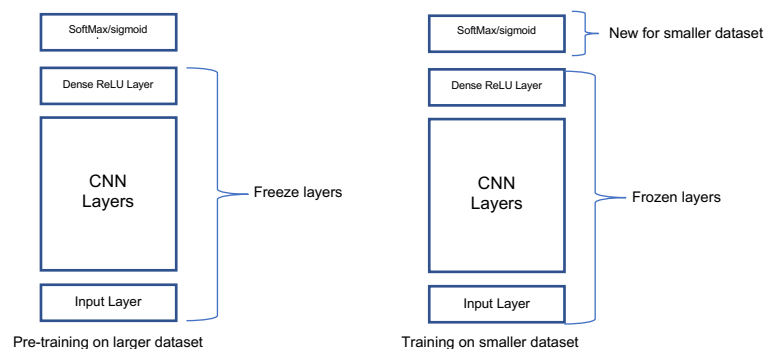 SoftMax/sigmoid
Dense ReLU Layer
CNN
Layers
Input Layer
Freeze layers
Pre-training on larger dataset
SoftMax/sigmoid
New for smaller dataset
Dense ReLU Layer
CNN
Layers
Input Layer
Frozen layers
Training on smaller dataset